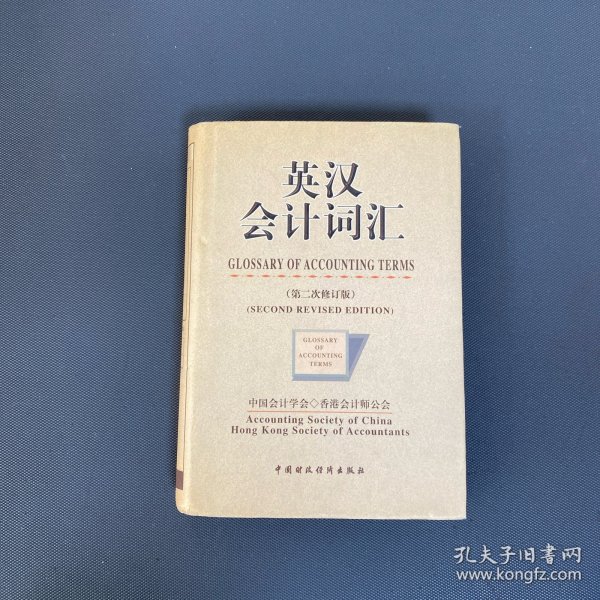 英汉
会计词汇
GLOSSARY OF ACCOUNTING TERMS
(第二次修订版)
(SECOND REVISED EDITION)
GLOSSARY
OF
ACCOUNTING
TERMS
中国会计学会◇香港会计师公会
Accounting Society of China
Hong Kong Society of Accountants
中国财政经济出版社
孔夫子旧书网
www.kongfz.com